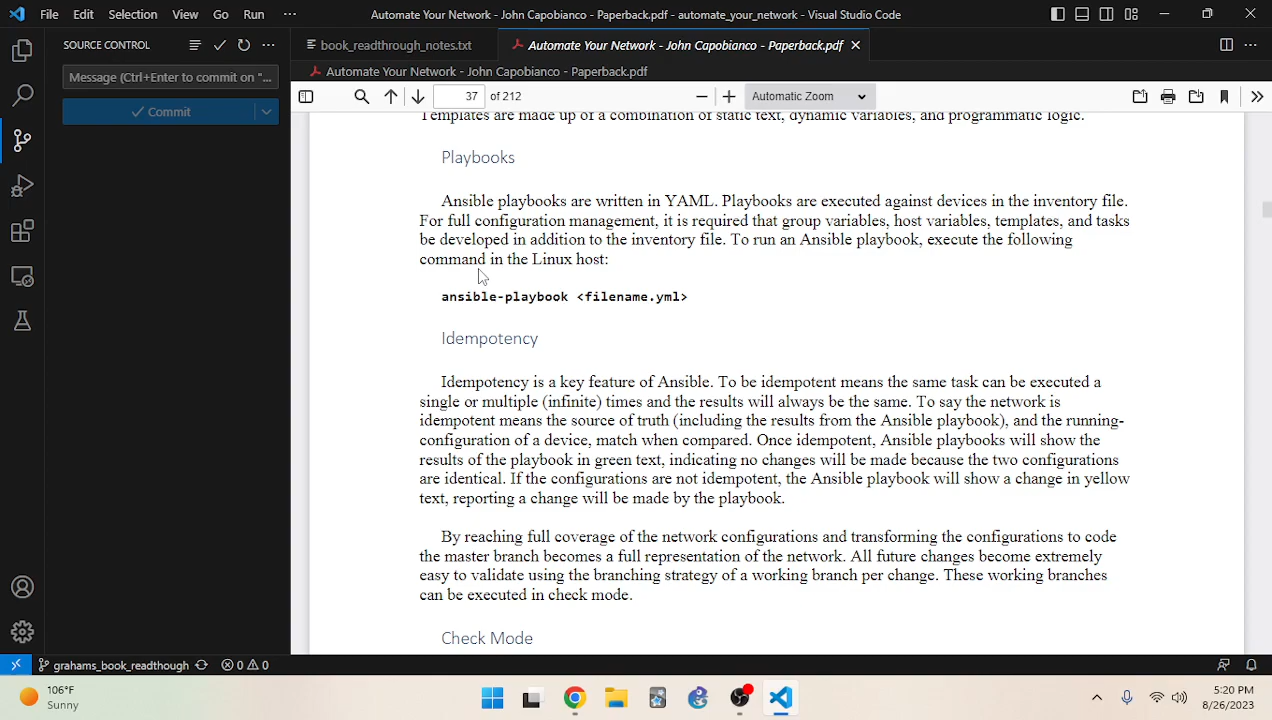 File Edit Selection View Go Run ··· Automate Your Network - John Capobianco - Paperback.pdf - automate_your_network - Visual Studio Code
SOURCE CONTROL
book_readthrough_notes.txt
Automate Your Network - John Capobianco - Paperback.pdf
Message (Ctrl+Enter to commit on "...
Commit
Automate Your Network - John Capobianco - Paperback.pdf
37 of 212
Automatic Zoom
Templates are made up of a combination of static text, dynamic variables, and programmatic logic.
Playbooks
Ansible playbooks are written in YAML. Playbooks are executed against devices in the inventory file.
For full configuration management, it is required that group variables, host variables, templates, and tasks
be developed in addition to the inventory file. To run an Ansible playbook, execute the following
command in the Linux host:
ansible-playbook <filename.yml>
Idempotency
Idempotency is a key feature of Ansible. To be idempotent means the same task can be executed a
single or multiple (infinite) times and the results will always be the same. To say the network is
idempotent means the source of truth (including the results from the Ansible playbook), and the running-
configuration of a device, match when compared. Once idempotent, Ansible playbooks will show the
results of the playbook in green text, indicating no changes will be made because the two configurations
are identical. If the configurations are not idempotent, the Ansible playbook will show a change in yellow
text, reporting a change will be made by the playbook.
By reaching full coverage of the network configurations and transforming the configurations to code
the master branch becomes a full representation of the network. All future changes become extremely
easy to validate using the branching strategy of a working branch per change. These working branches
can be executed in check mode.
Check Mode
grahams_book_readthough 0 0
106°F
Sunny
5:20 PM
8/26/2023